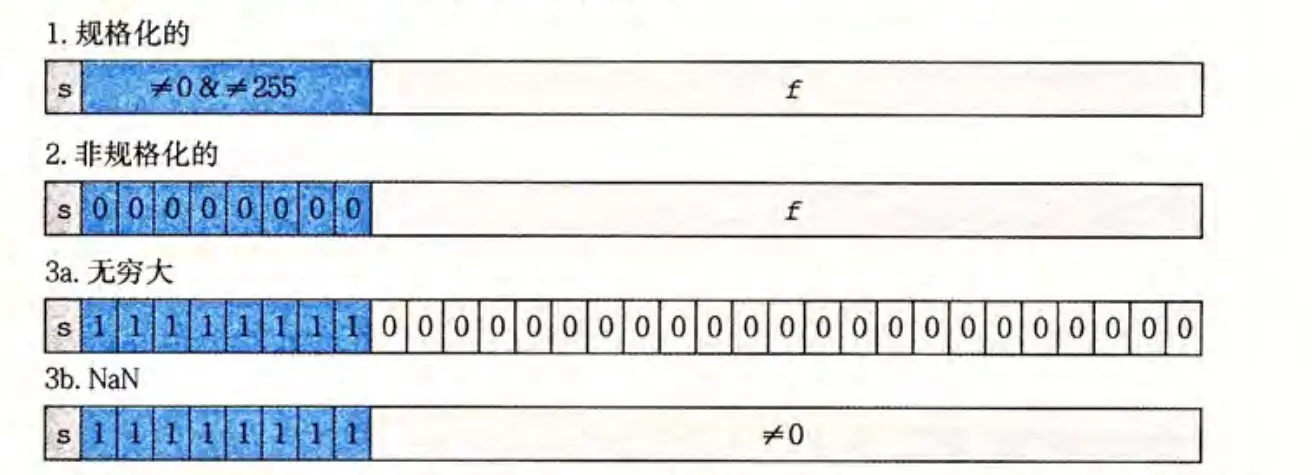 1. 规格化的
s ≠0 & ≠255 f
2. 非规格化的
s 0 0 0 0 0 0 0 0 f
3a. 无穷大
s 1 1 1 1 1 1 1 1 0 0 0 0 0 0 0 0 0 0 0 0 0 0 0 0 0 0 0 0 0 0 0
3b. NaN
s 1 1 1 1 1 1 1 1 ≠0